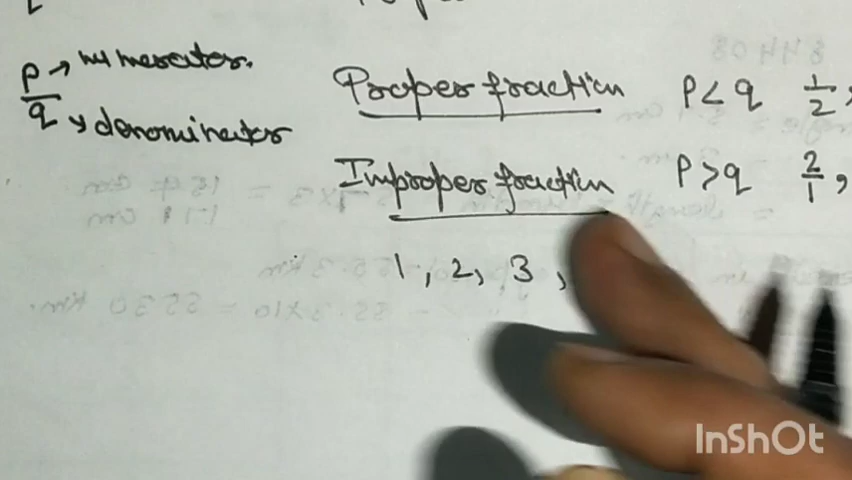 P → numerator.
q → denominator
Proper fraction P < q 1/2,
Improper fraction P > q 2/1,
1, 2, 3,
InShOt